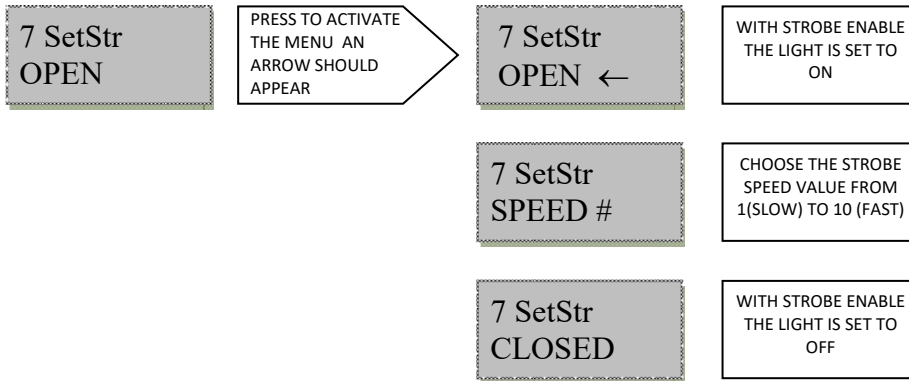 7 SetStr
OPEN
PRESS TO ACTIVATE
THE MENU AN
ARROW SHOULD
APPEAR
7 SetStr
OPEN ←
WITH STROBE ENABLE
THE LIGHT IS SET TO
ON
7 SetStr
SPEED #
CHOOSE THE STROBE
SPEED VALUE FROM
1(SLOW) TO 10 (FAST)
7 SetStr
CLOSED
WITH STROBE ENABLE
THE LIGHT IS SET TO
OFF